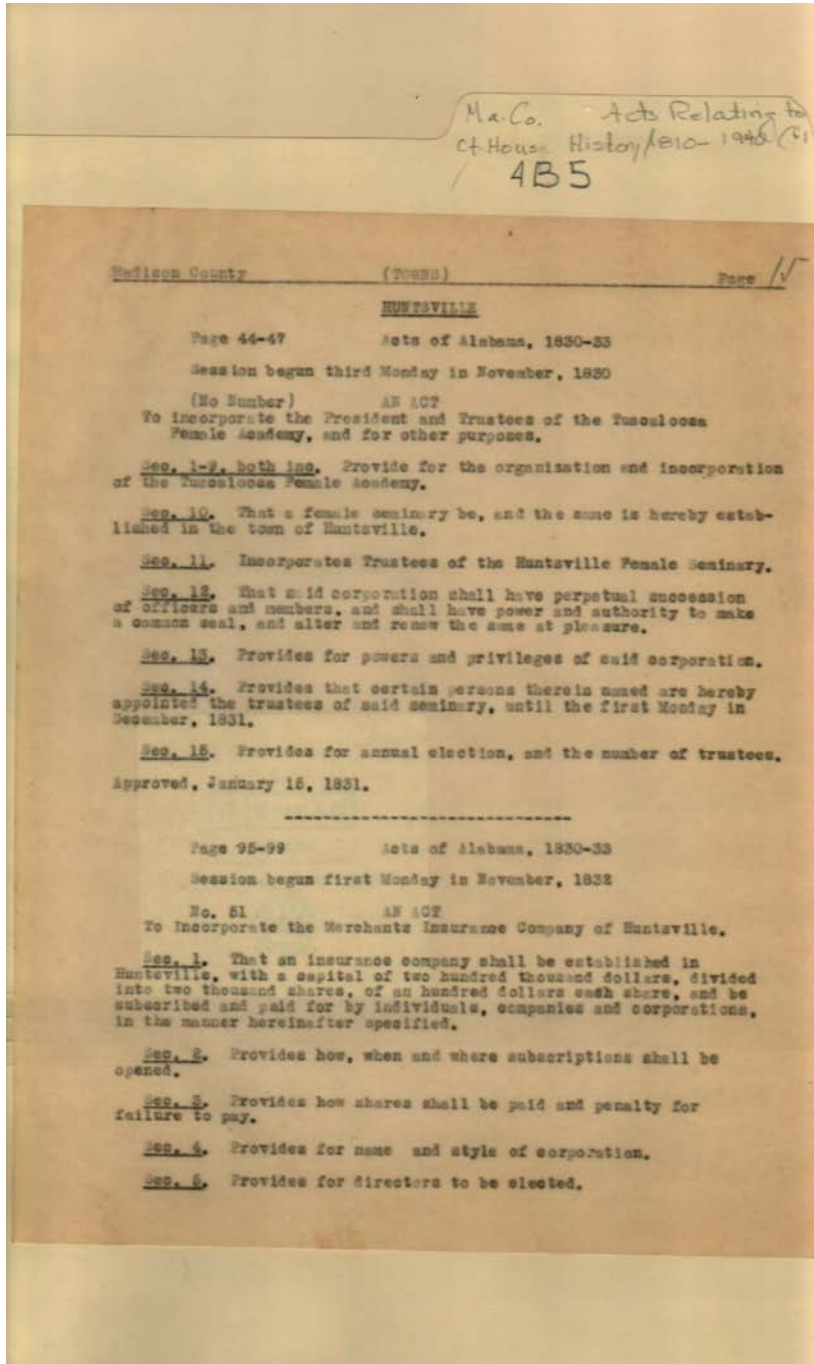 Ma. Co. Acts Relating to
Ct House History 1810-1940
4B5
Madison County (TOWNS) Page 15
HUNTSVILLE
Page 44-47 Acts of Alabama, 1830-33
Session begun third Monday in November, 1830
(No Number) AN ACT
To incorporate the President and Trustees of the Tuscaloosa
Female Academy, and for other purposes.
Sec. 1-9, both inc. Provide for the organization and incorporation
of the Tuscaloosa Female Academy.
Sec. 10. That a female seminary be, and the same is hereby estab-
lished in the town of Huntsville.
Sec. 11. Incorporates Trustees of the Huntsville Female Seminary.
Sec. 12. That said corporation shall have perpetual succession
of officers and members, and shall have power and authority to make
a common seal, and alter and renew the same at pleasure.
Sec. 13. Provides for powers and privileges of said corporation.
Sec. 14. Provides that certain persons therein named are hereby
appointed the trustees of said seminary, until the first Monday in
December, 1831.
Sec. 15. Provides for annual election, and the number of trustees.
Approved, January 15, 1831.
------------------------------
Page 95-99 Acts of Alabama, 1830-33
Session begun first Monday in November, 1832
No. 51 AN ACT
To Incorporate the Merchants Insurance Company of Huntsville.
Sec. 1. That an insurance company shall be established in
Huntsville, with a capital of two hundred thousand dollars, divided
into two thousand shares, of an hundred dollars each share, and be
subscribed and paid for by individuals, companies and corporations,
in the manner hereinafter specified.
Sec. 2. Provides how, when and where subscriptions shall be
opened.
Sec. 3. Provides how shares shall be paid and penalty for
failure to pay.
Sec. 4. Provides for name and style of corporation.
Sec. 5. Provides for directors to be elected.